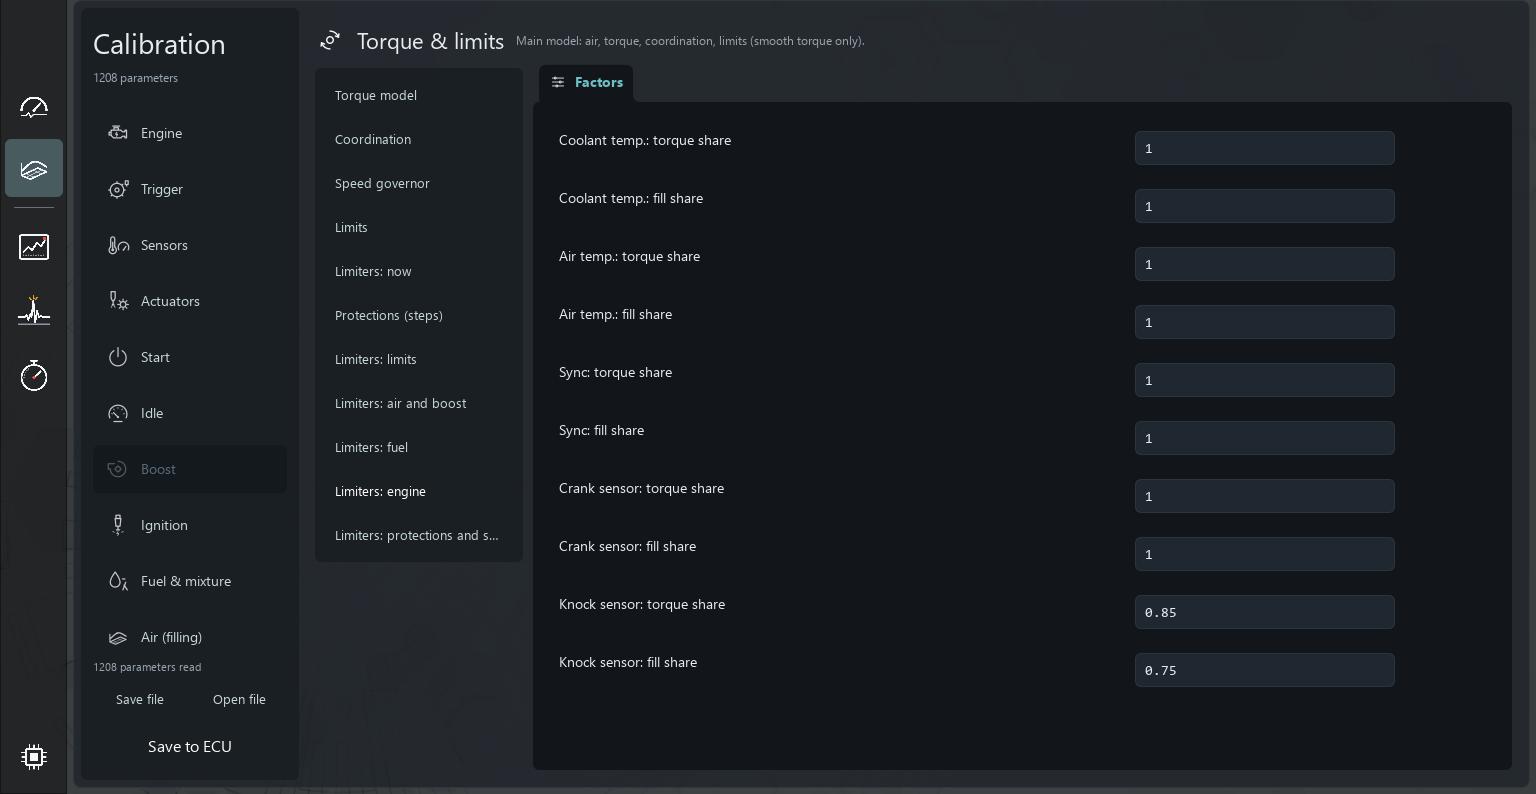 Calibration
1208 parameters
Engine
Trigger
Sensors
Actuators
Start
Idle
Boost
Ignition
Fuel & mixture
Air (filling)
1208 parameters read
Save file
Open file
Save to ECU
Torque & limits
Main model: air, torque, coordination, limits (smooth torque only).
Torque model
Coordination
Speed governor
Limits
Limiters: now
Protections (steps)
Limiters: limits
Limiters: air and boost
Limiters: fuel
Limiters: engine
Limiters: protections and s...
Factors
Coolant temp.: torque share
1
Coolant temp.: fill share
1
Air temp.: torque share
1
Air temp.: fill share
1
Sync: torque share
1
Sync: fill share
1
Crank sensor: torque share
1
Crank sensor: fill share
1
Knock sensor: torque share
0.85
Knock sensor: fill share
0.75